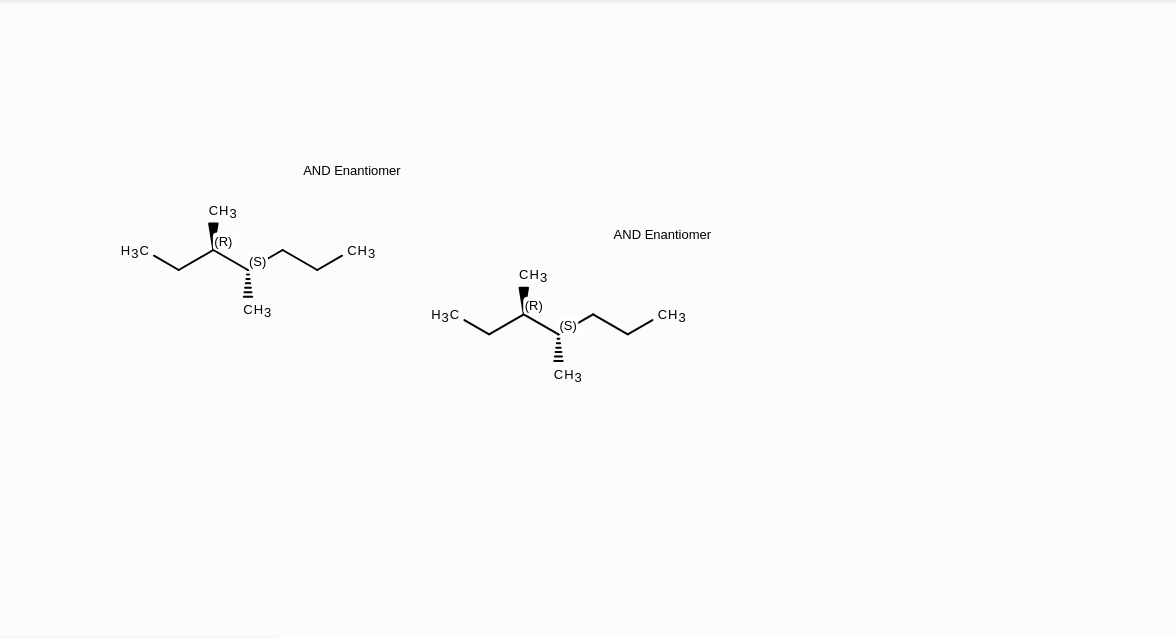 AND Enantiomer
CH3
(R)
H3C
(S)
CH3
CH3
AND Enantiomer
CH3
(R)
H3C
(S)
CH3
CH3